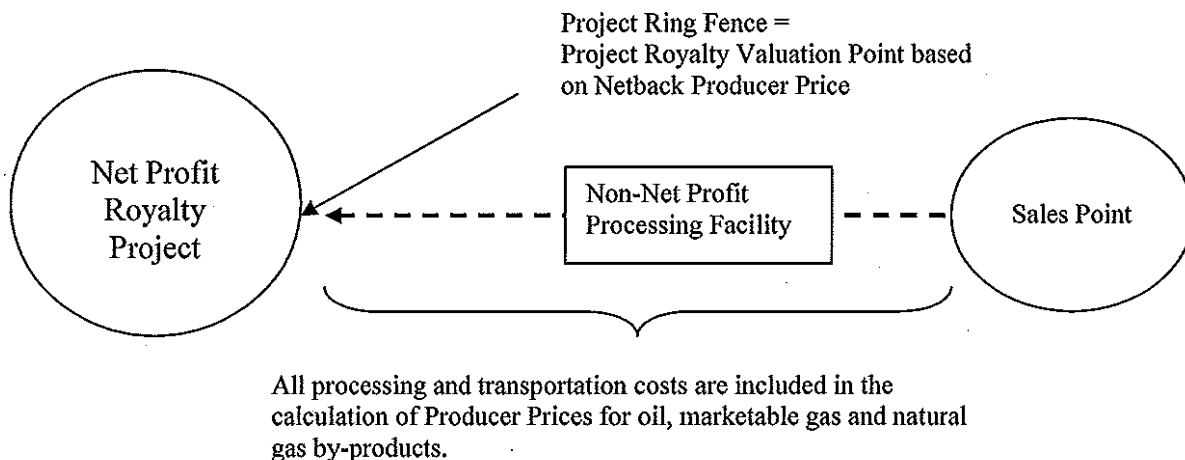 Project Ring Fence =
Project Royalty Valuation Point based
on Netback Producer Price
Net Profit
Royalty
Project
Non-Net Profit
Processing Facility
Sales Point
All processing and transportation costs are included in the
calculation of Producer Prices for oil, marketable gas and natural
gas by-products.